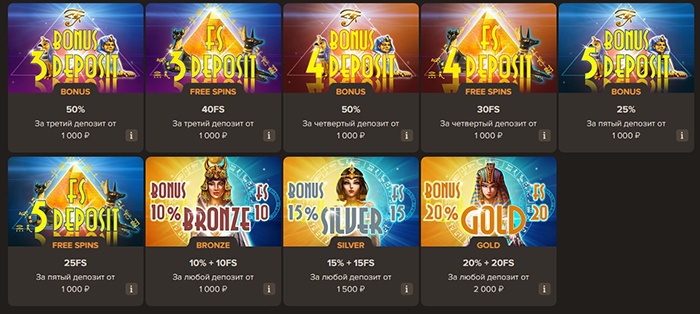 BONUS
3 DEPOSIT
BONUS
50%
За третий депозит от
1 000 ₽
i
FS
3 DEPOSIT
FREE SPINS
40FS
За третий депозит от
1 000 ₽
i
BONUS
4 DEPOSIT
BONUS
50%
За четвертый депозит от
1 000 ₽
i
FS
4 DEPOSIT
FREE SPINS
30FS
За четвертый депозит от
1 000 ₽
i
BONUS
5 DEPOSIT
BONUS
25%
За пятый депозит от
1 000 ₽
i
FS
5 DEPOSIT
FREE SPINS
25FS
За пятый депозит от
1 000 ₽
i
BONUS FS
10% BRONZE 10
BRONZE
10% + 10FS
За любой депозит от
1 000 ₽
i
BONUS FS
15% SILVER 15
SILVER
15% + 15FS
За любой депозит от
1 500 ₽
i
BONUS FS
20% GOLD 20
GOLD
20% + 20FS
За любой депозит от
2 000 ₽
i